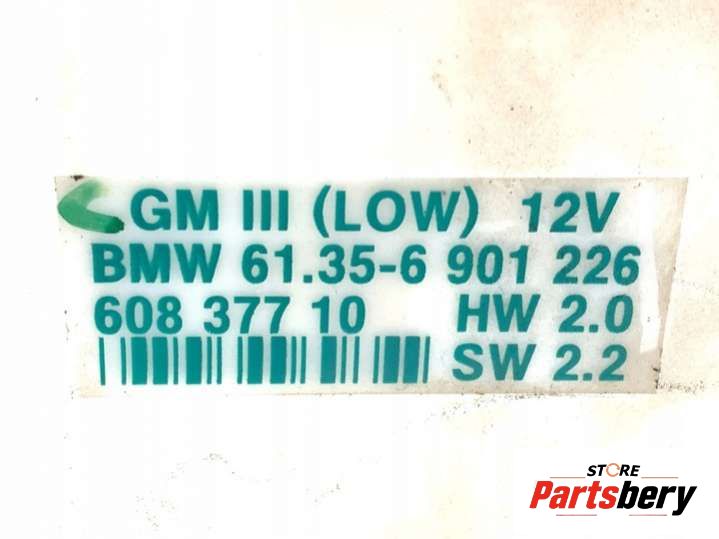 GM III (LOW) 12V
BMW 61.35-6 901 226
608 377 10 HW 2.0
SW 2.2
STORE
Partsbery